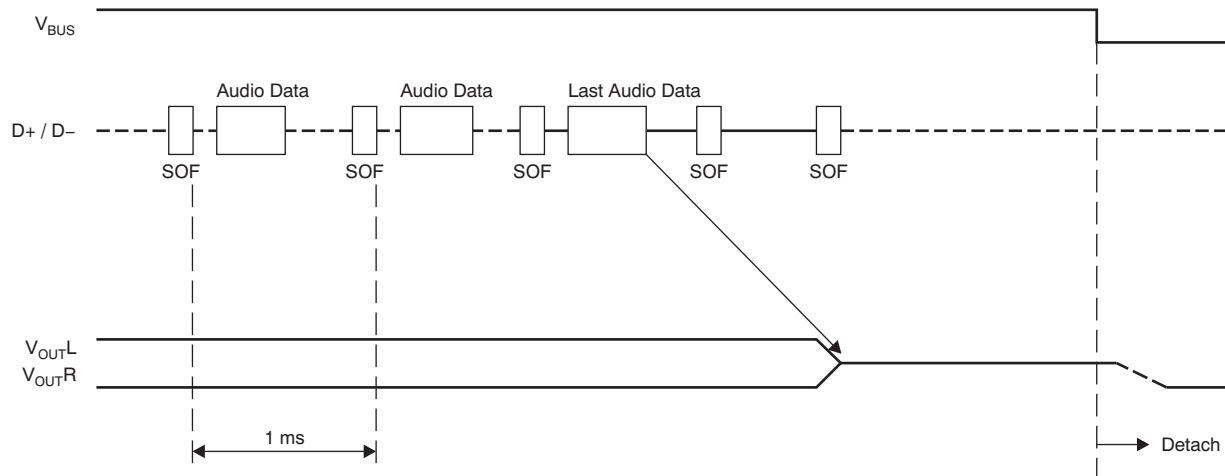 VBUS
Audio Data Audio Data Last Audio Data
D+ / D−
SOF SOF SOF SOF SOF
VOUTL
VOUTR
1 ms
Detach